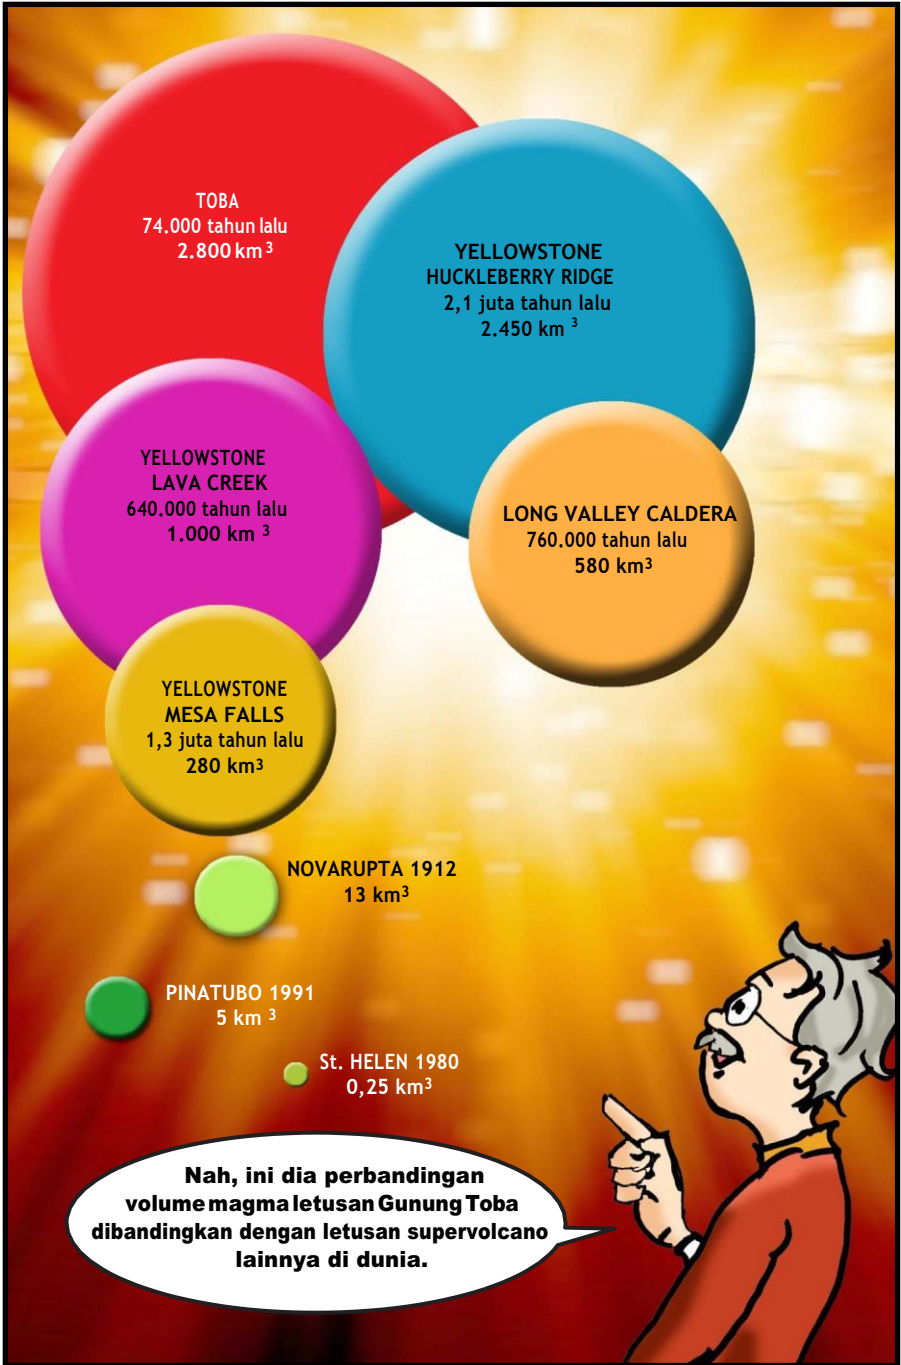 TOBA
74.000 tahun lalu
2.800 km³
YELLOWSTONE
HUCKLEBERRY RIDGE
2,1 juta tahun lalu
2.450 km ³
YELLOWSTONE
LAVA CREEK
640.000 tahun lalu
1.000 km ³
LONG VALLEY CALDERA
760.000 tahun lalu
580 km³
YELLOWSTONE
MESA FALLS
1,3 juta tahun lalu
280 km³
NOVARUPTA 1912
13 km³
PINATUBO 1991
5 km ³
St. HELEN 1980
0,25 km³
Nah, ini dia perbandingan
volume magma letusan Gunung Toba
dibandingkan dengan letusan supervolcano
lainnya di dunia.